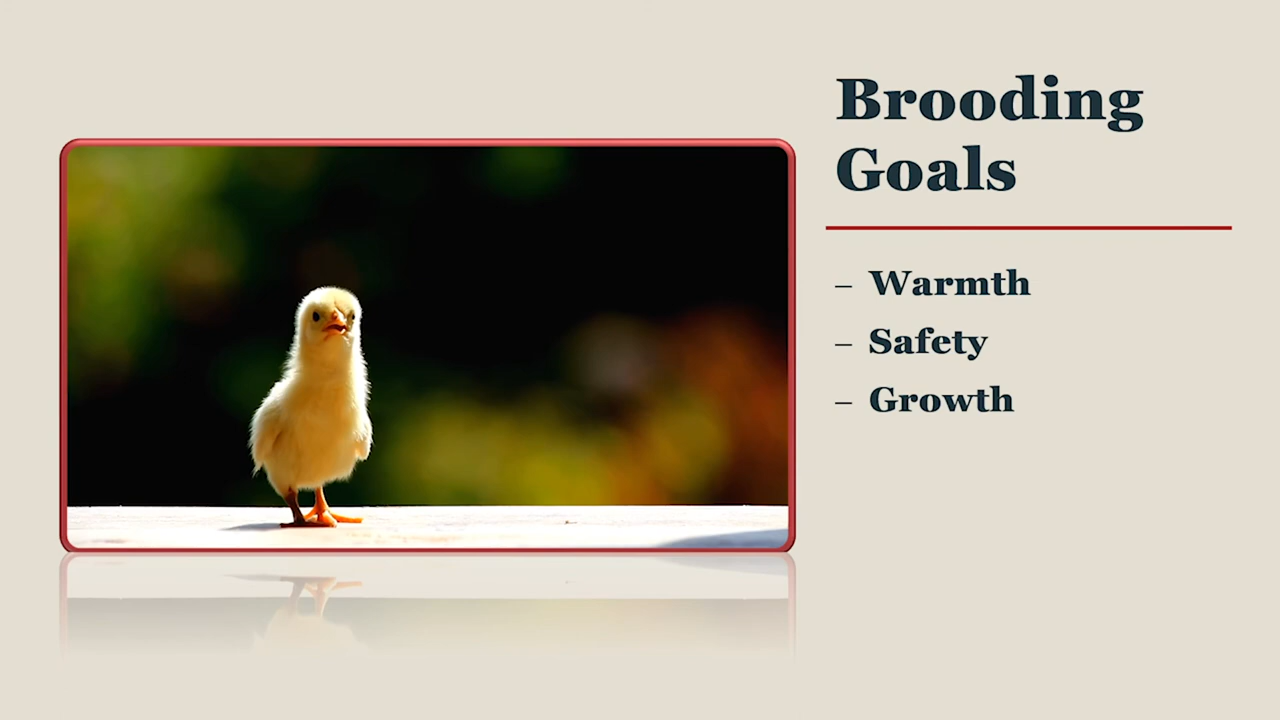 Brooding
Goals
– Warmth
– Safety
– Growth